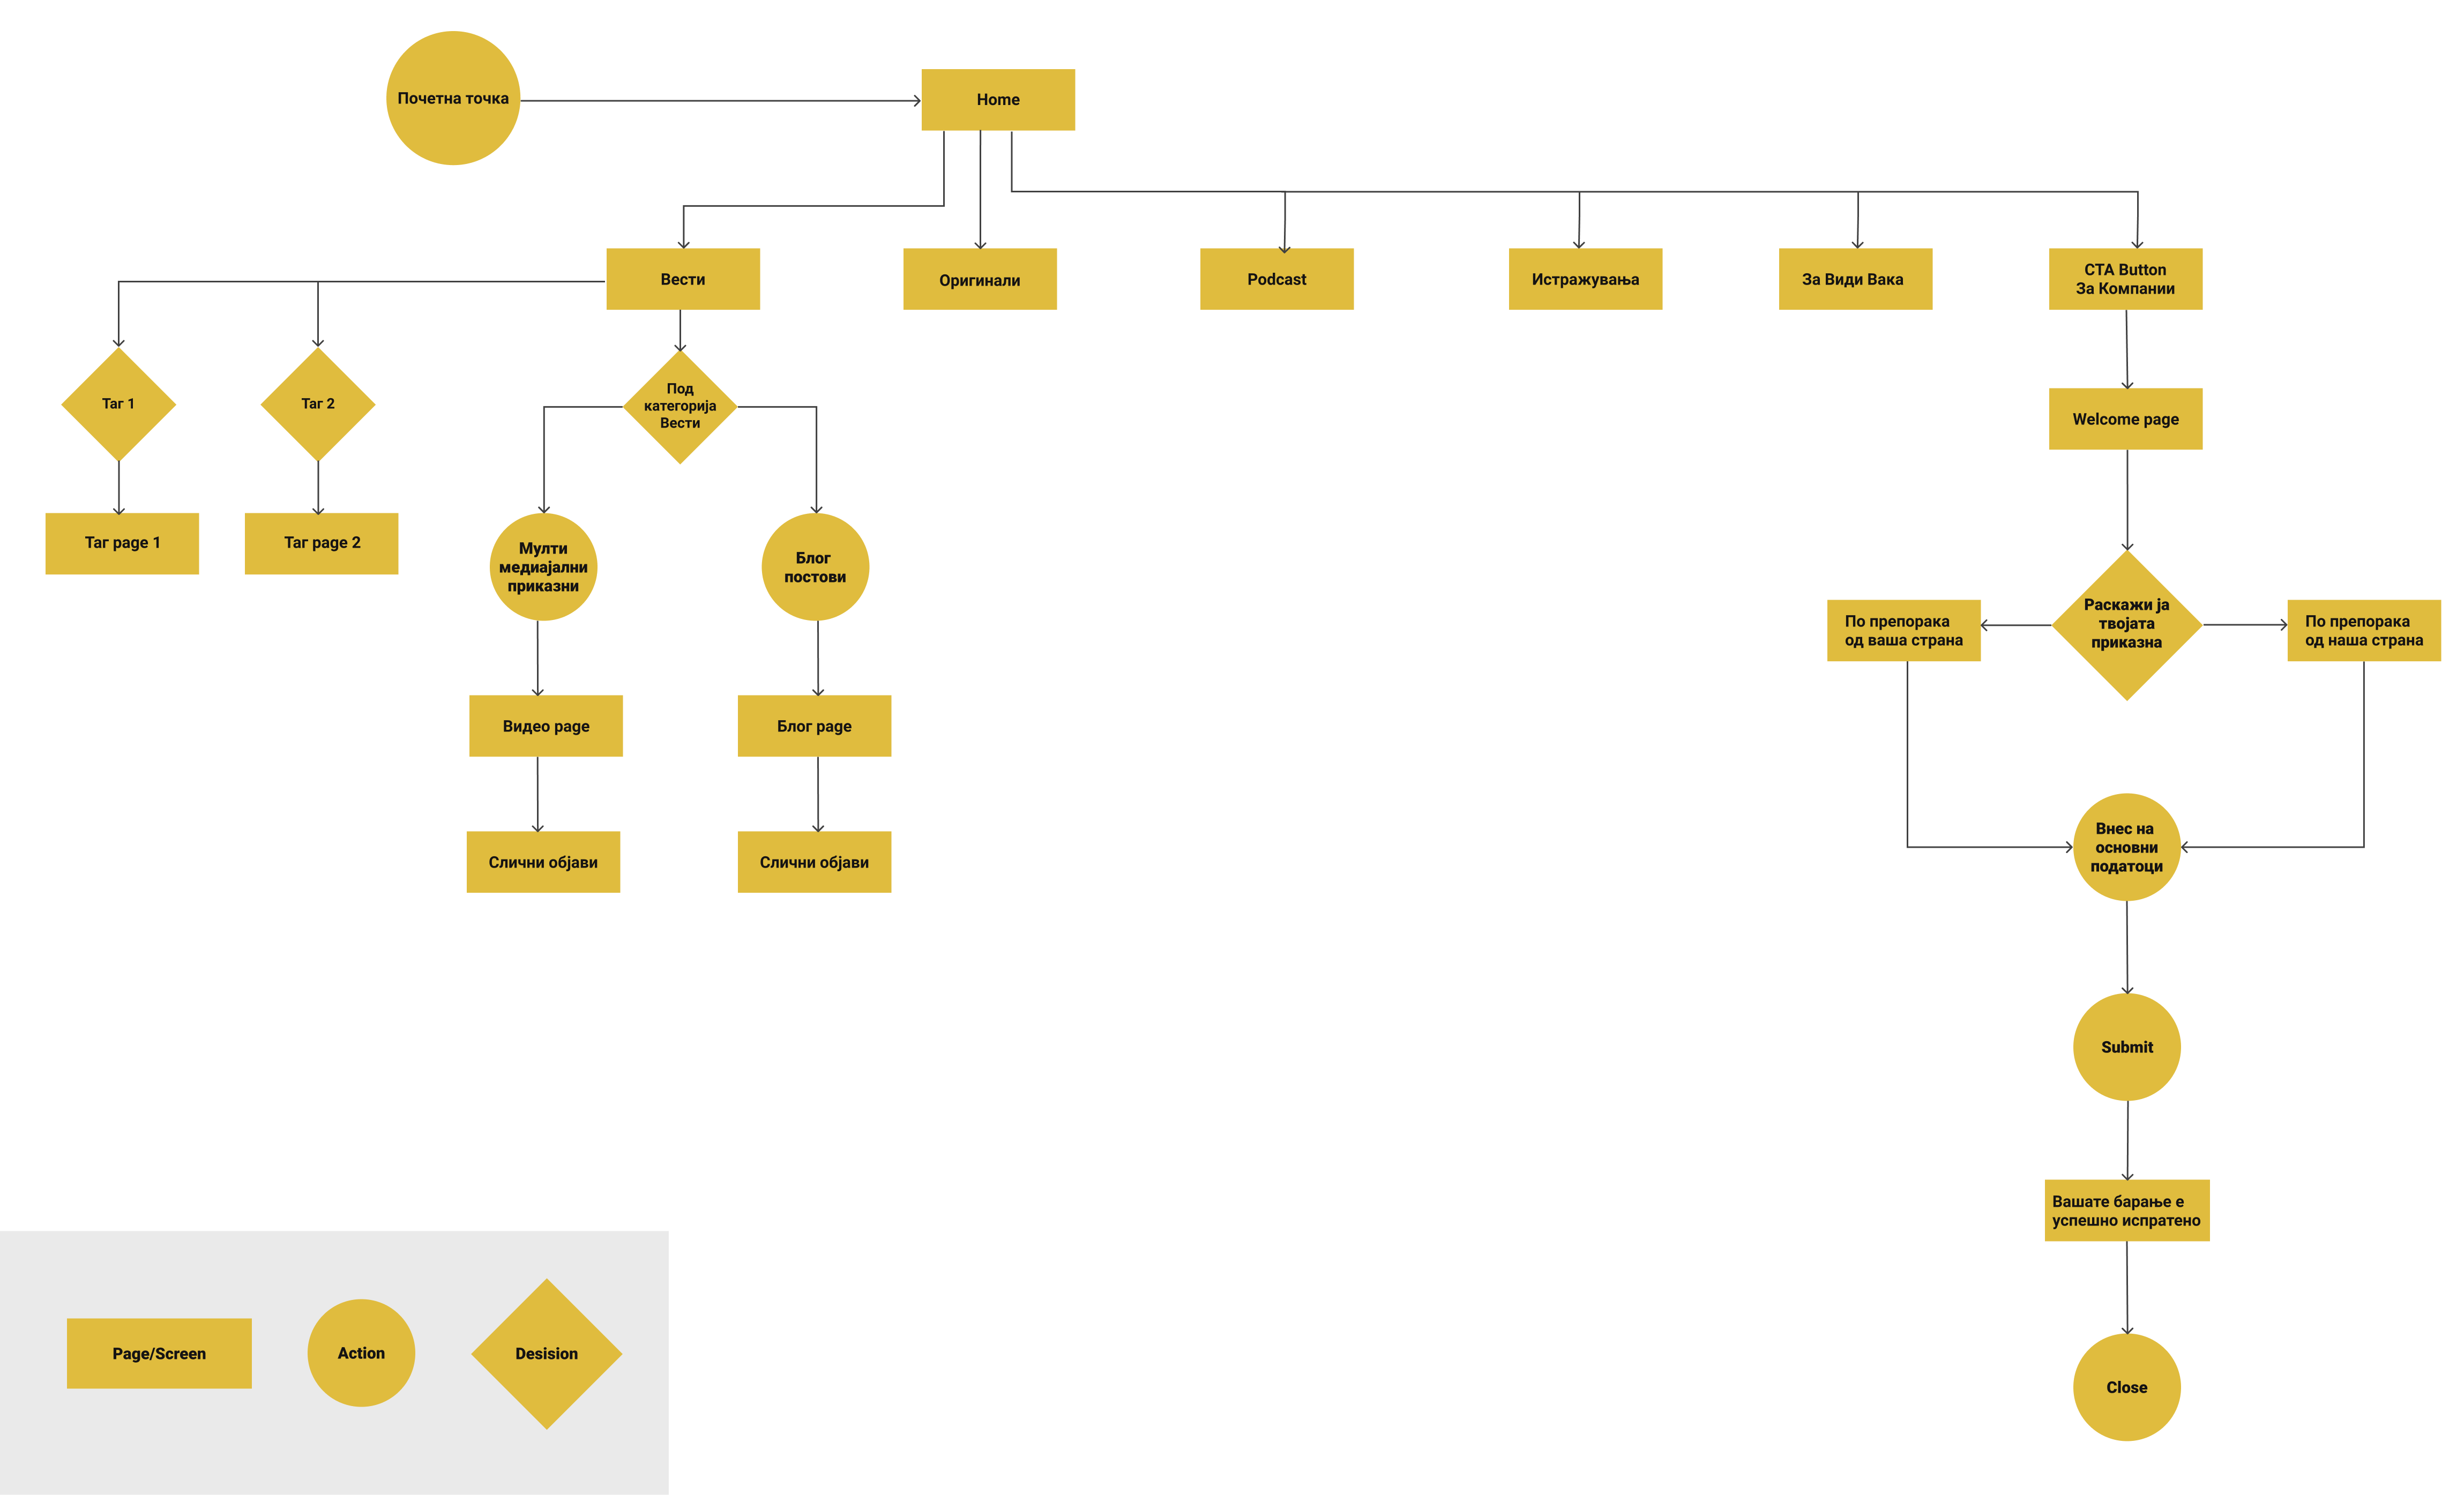 Почетна точка
Home
Вести
Оригинали
Podcast
Истражувања
За Види Вака
CTA Button
За Компании
Таг 1
Таг 2
Под
категорија
Вести
Welcome page
Таг page 1
Таг page 2
Мулти
медиајални
приказни
Блог
постови
По препорака
од ваша страна
Раскажи ја
твојата
приказна
По препорака
од наша страна
Видео page
Блог page
Слични објави
Слични објави
Внес на
основни
податоци
Submit
Вашате барање е
успешно испратено
Page/Screen
Action
Desision
Close